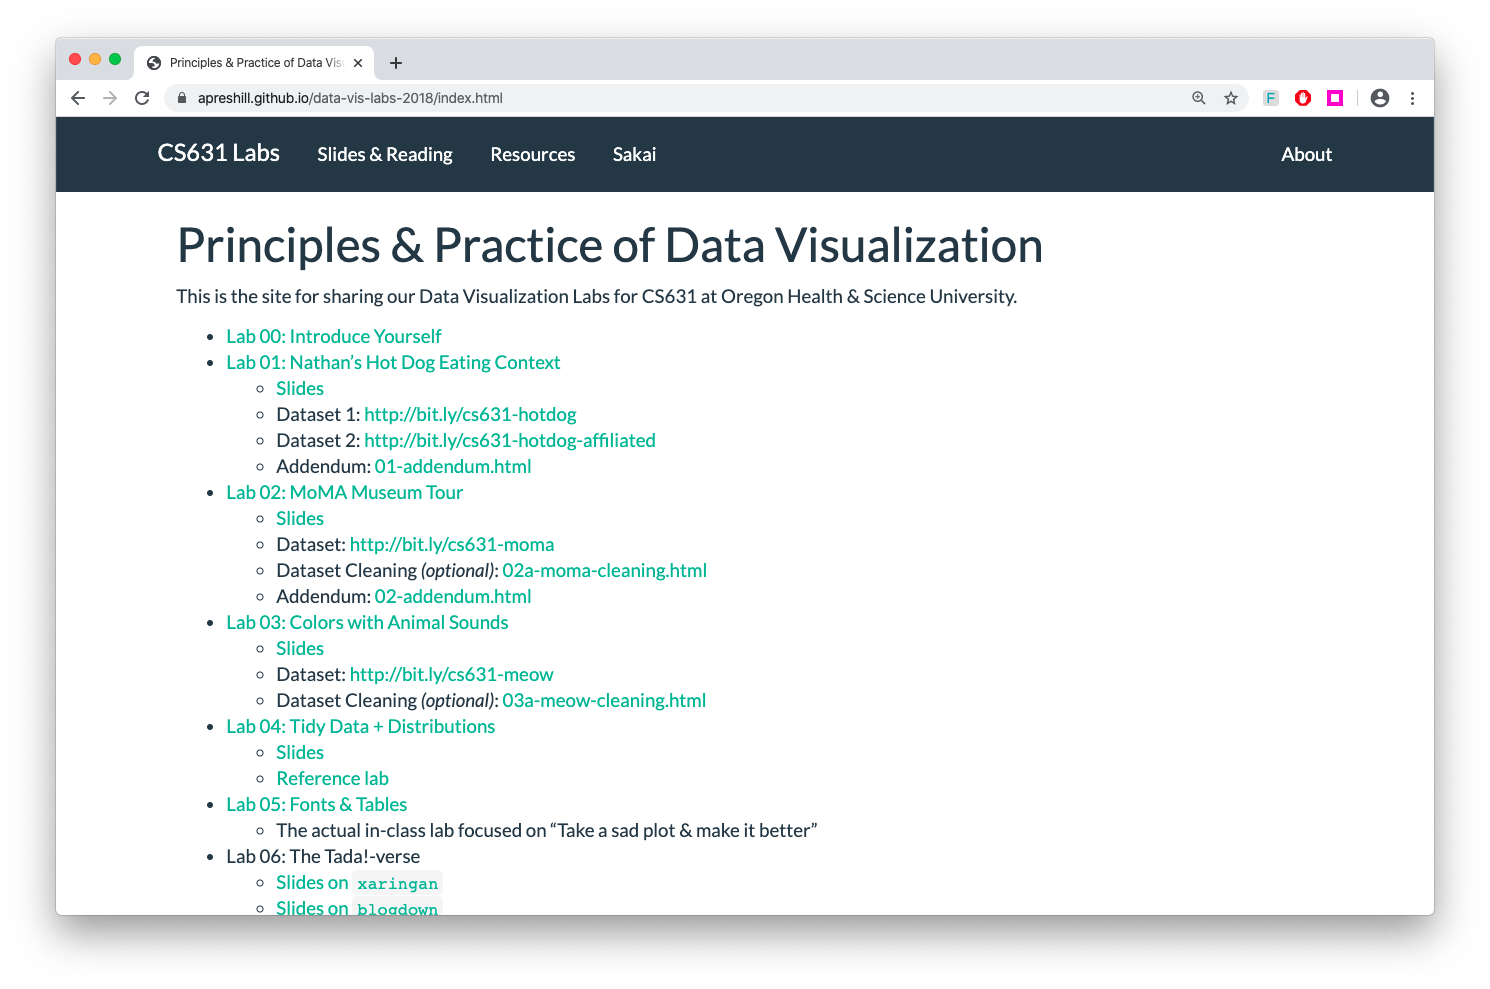 Principles & Practice of Data Vis
apreshill.github.io/data-vis-labs-2018/index.html
F
CS631 Labs Slides & Reading Resources Sakai About
Principles & Practice of Data Visualization
This is the site for sharing our Data Visualization Labs for CS631 at Oregon Health & Science University.
Lab 00: Introduce Yourself
Lab 01: Nathan’s Hot Dog Eating Context
Slides
Dataset 1: http://bit.ly/cs631-hotdog
Dataset 2: http://bit.ly/cs631-hotdog-affiliated
Addendum: 01-addendum.html
Lab 02: MoMA Museum Tour
Slides
Dataset: http://bit.ly/cs631-moma
Dataset Cleaning (optional): 02a-moma-cleaning.html
Addendum: 02-addendum.html
Lab 03: Colors with Animal Sounds
Slides
Dataset: http://bit.ly/cs631-meow
Dataset Cleaning (optional): 03a-meow-cleaning.html
Lab 04: Tidy Data + Distributions
Slides
Reference lab
Lab 05: Fonts & Tables
The actual in-class lab focused on “Take a sad plot & make it better”
Lab 06: The Tada!-verse
Slides on xaringan
Slides on blogdown